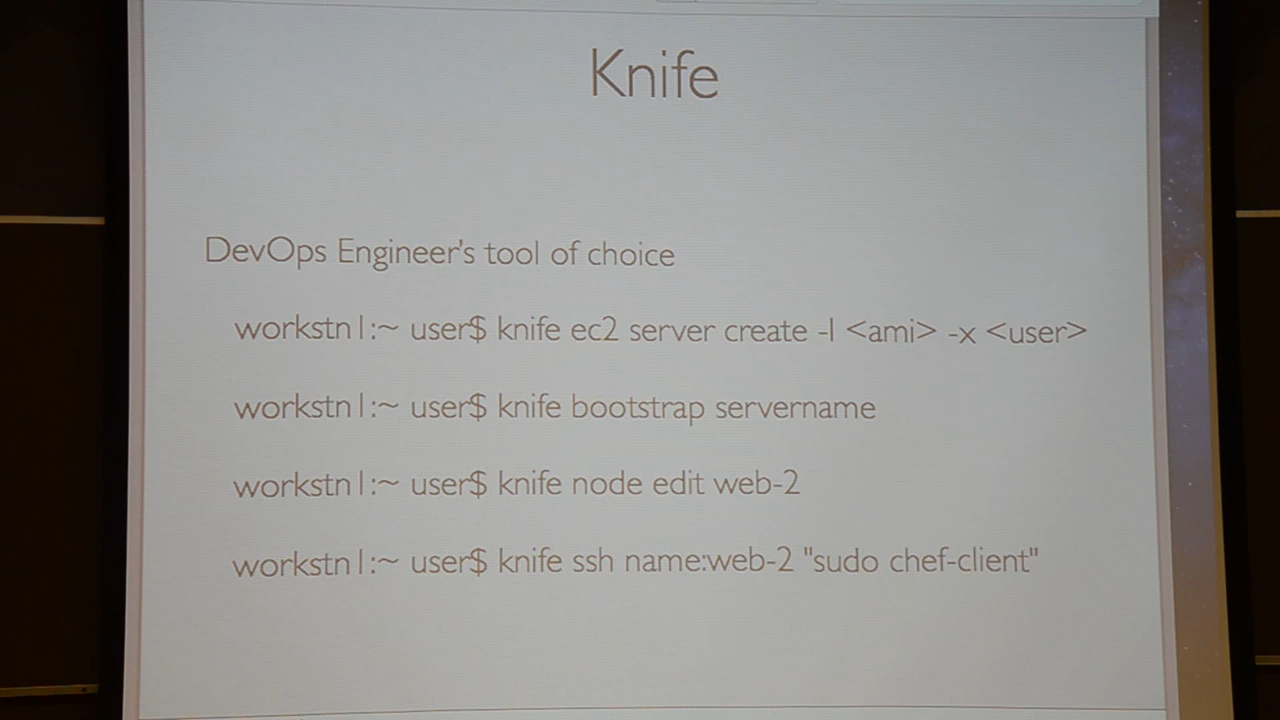 Knife
DevOps Engineer's tool of choice
workstn1:~ user$ knife ec2 server create -I <ami> -x <user>
workstn1:~ user$ knife bootstrap servername
workstn1:~ user$ knife node edit web-2
workstn1:~ user$ knife ssh name:web-2 "sudo chef-client"